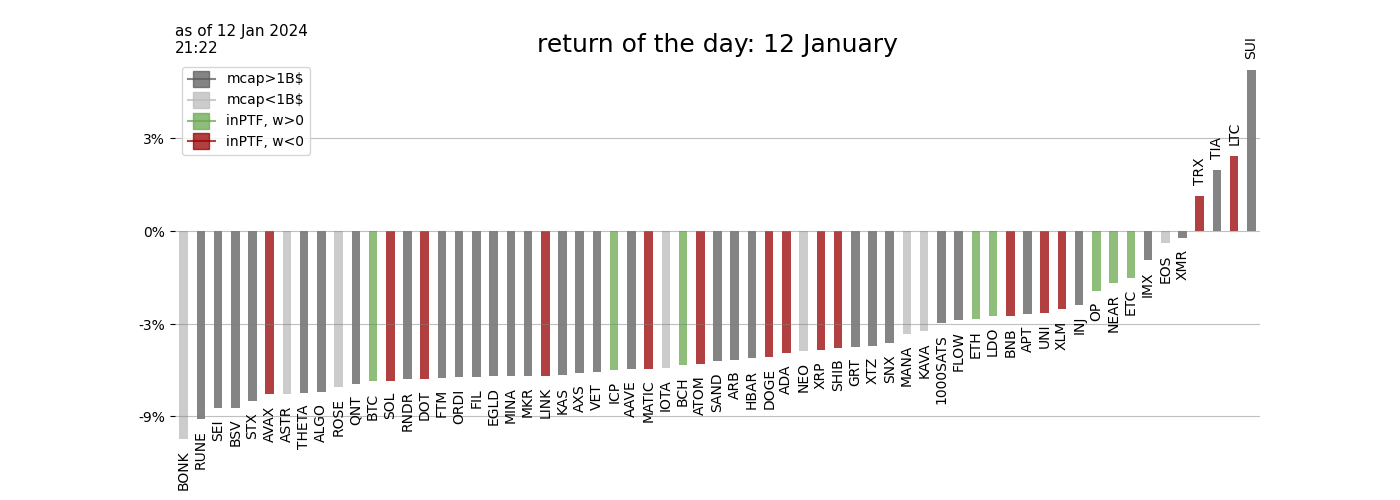 as of 12 Jan 2024
21:22
return of the day: 12 January
mcap>1B$
mcap<1B$
inPTF, w>0
inPTF, w<0
3%
0%
-3%
-9%
BONK
RUNE
SEI
BSV
STX
AVAX
ASTR
THETA
ALGO
ROSE
QNT
BTC
SOL
RNDR
DOT
FTM
ORDI
FIL
EGLD
MINA
MKR
LINK
KAS
AXS
VET
ICP
AAVE
MATIC
IOTA
BCH
ATOM
SAND
ARB
HBAR
DOGE
ADA
NEO
XRP
SHIB
GRT
XTZ
SNX
MANA
KAVA
1000SATS
FLOW
ETH
LDO
BNB
APT
UNI
XLM
INJ
OP
NEAR
ETC
IMX
EOS
XMR
TRX
TIA
LTC
SUI